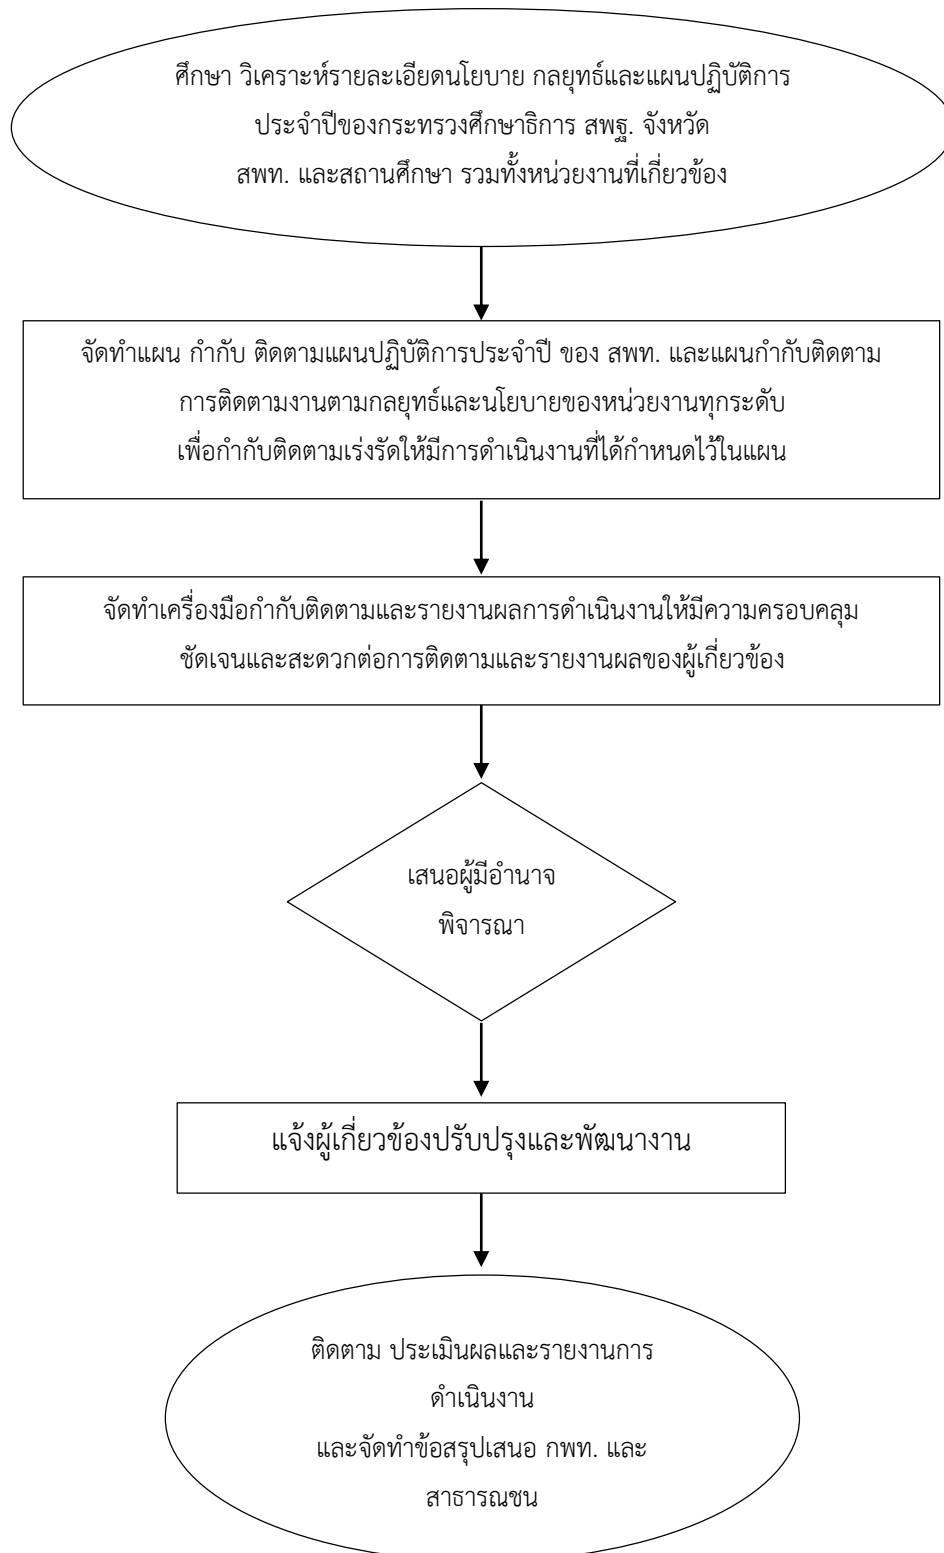 ศึกษา วิเคราะห์รายละเอียดนโยบาย กลยุทธ์และแผนปฏิบัติการ
ประจำปีของกระทรวงศึกษาธิการ สพฐ. จังหวัด
สพท. และสถานศึกษา รวมทั้งหน่วยงานที่เกี่ยวข้อง
จัดทำแผน กำกับ ติดตามแผนปฏิบัติการประจำปี ของ สพท. และแผนกำกับติดตาม
การติดตามงานตามกลยุทธ์และนโยบายของหน่วยงานทุกระดับ
เพื่อกำกับติดตามเร่งรัดให้มีการดำเนินงานที่ได้กำหนดไว้ในแผน
จัดทำเครื่องมือกำกับติดตามและรายงานผลการดำเนินงานให้มีความครอบคลุม
ชัดเจนและสะดวกต่อการติดตามและรายงานผลของผู้เกี่ยวข้อง
เสนอผู้มีอำนาจ
พิจารณา
แจ้งผู้เกี่ยวข้องปรับปรุงและพัฒนางาน
ติดตาม ประเมินผลและรายงานการ
ดำเนินงาน
และจัดทำข้อสรุปเสนอ กพท. และ
สาธารณชน